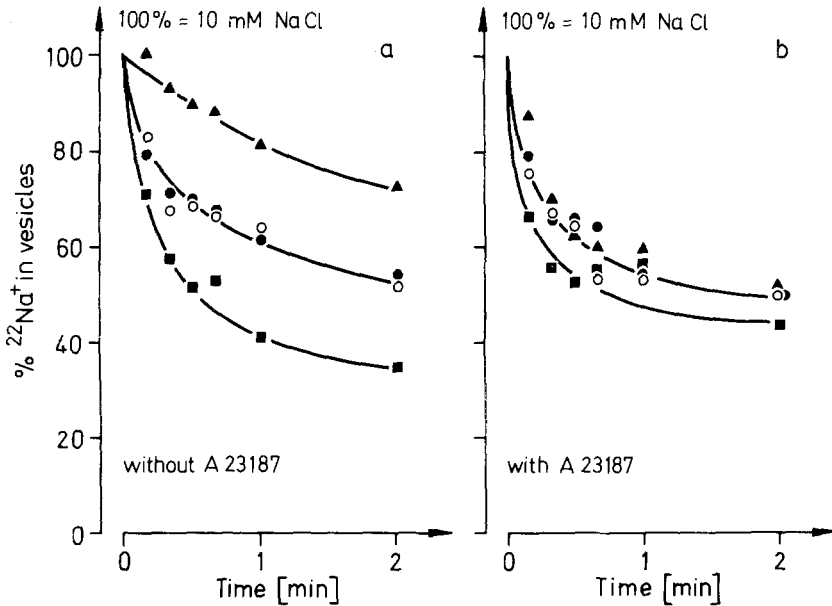 100% = 10 mM NaCl
a
% ²²Na⁺ in vesicles
100
80
60
40
20
0
without A 23187
0
1
2
Time [min]
100% = 10 mM NaCl
b
with A 23187
0
1
2
Time [min]